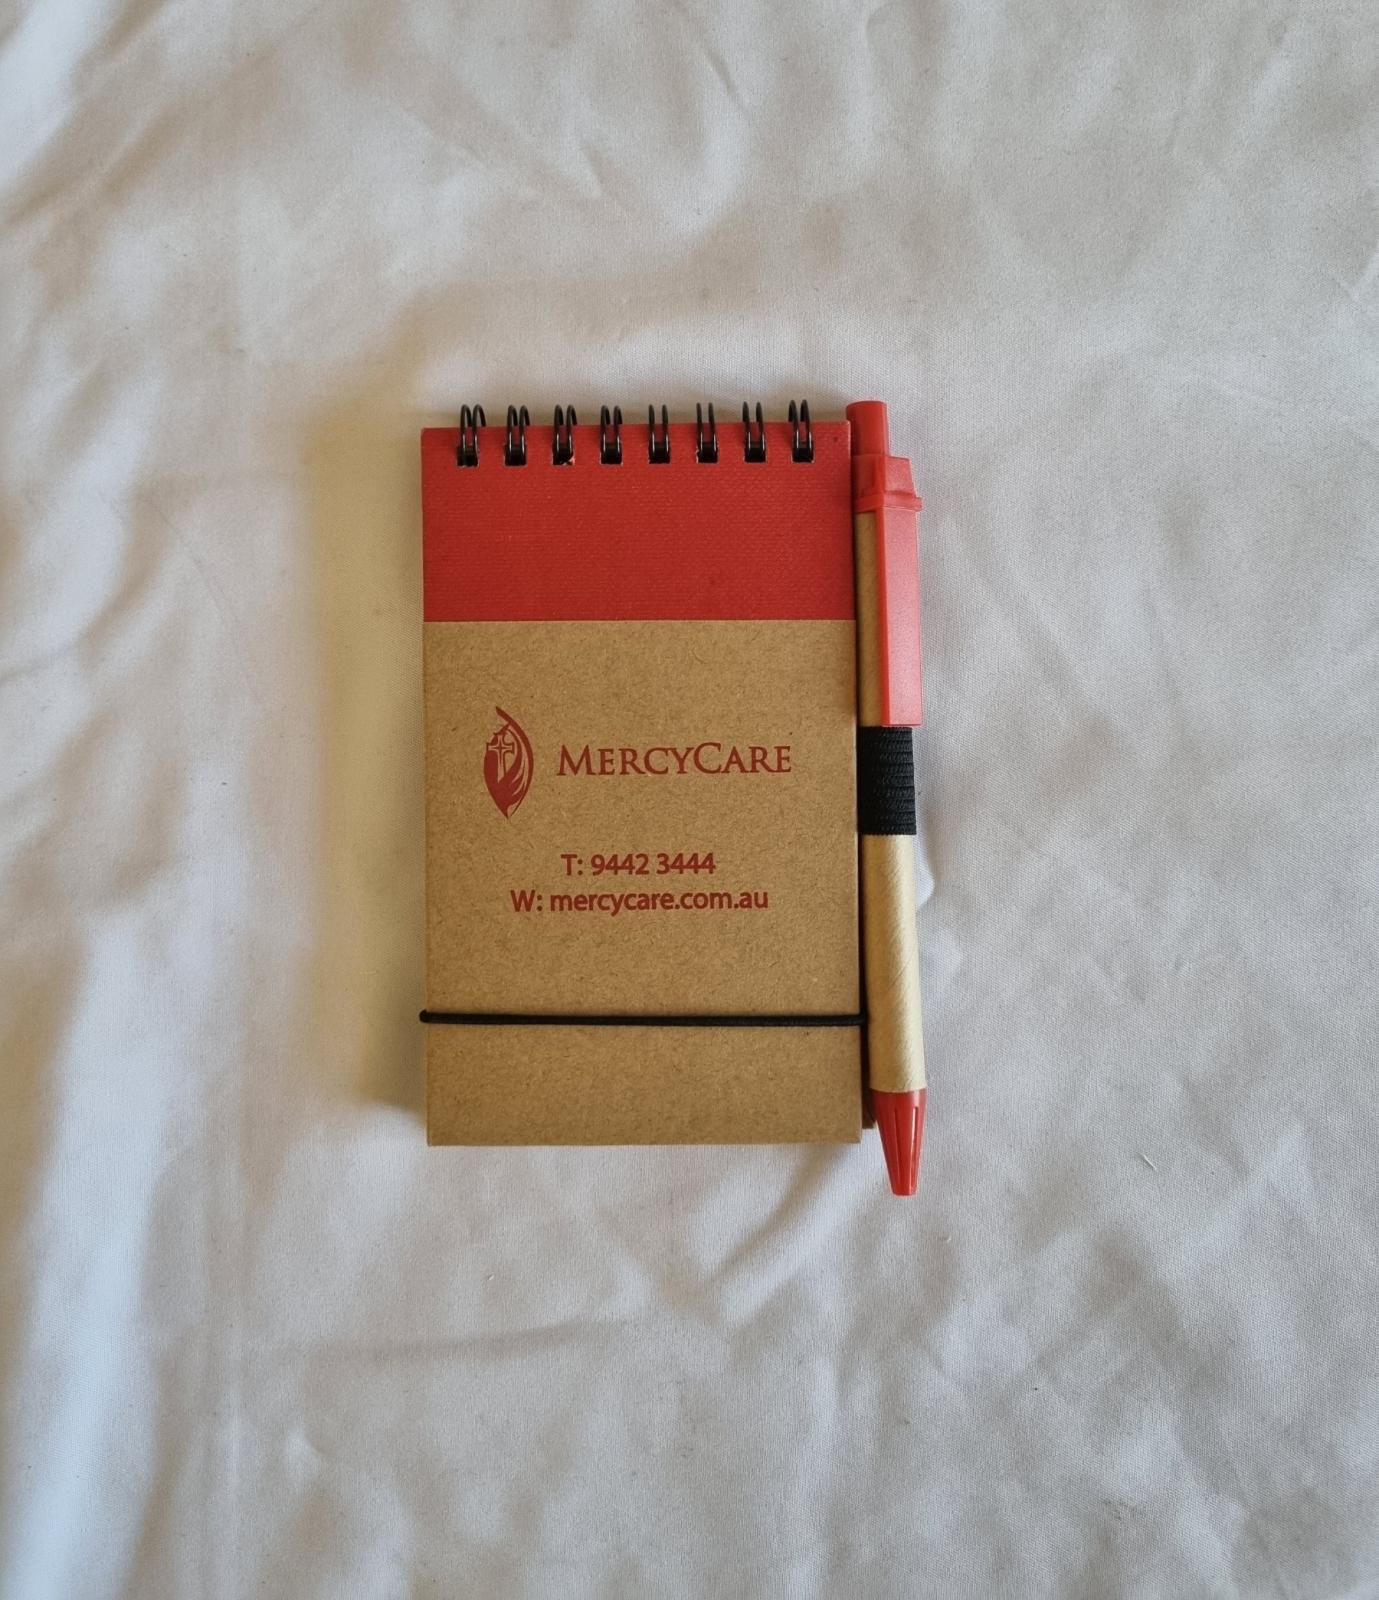 MERCYCARE
T: 9442 3444
W: mercycare.com.au